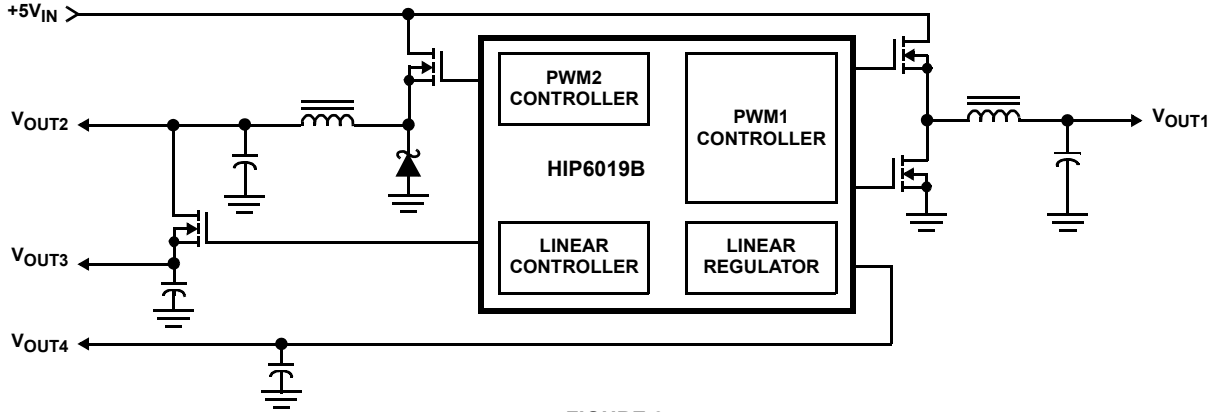 +5VIN
PWM2
CONTROLLER
PWM1
CONTROLLER
VOUT2
VOUT1
HIP6019B
LINEAR
CONTROLLER
LINEAR
REGULATOR
VOUT3
VOUT4